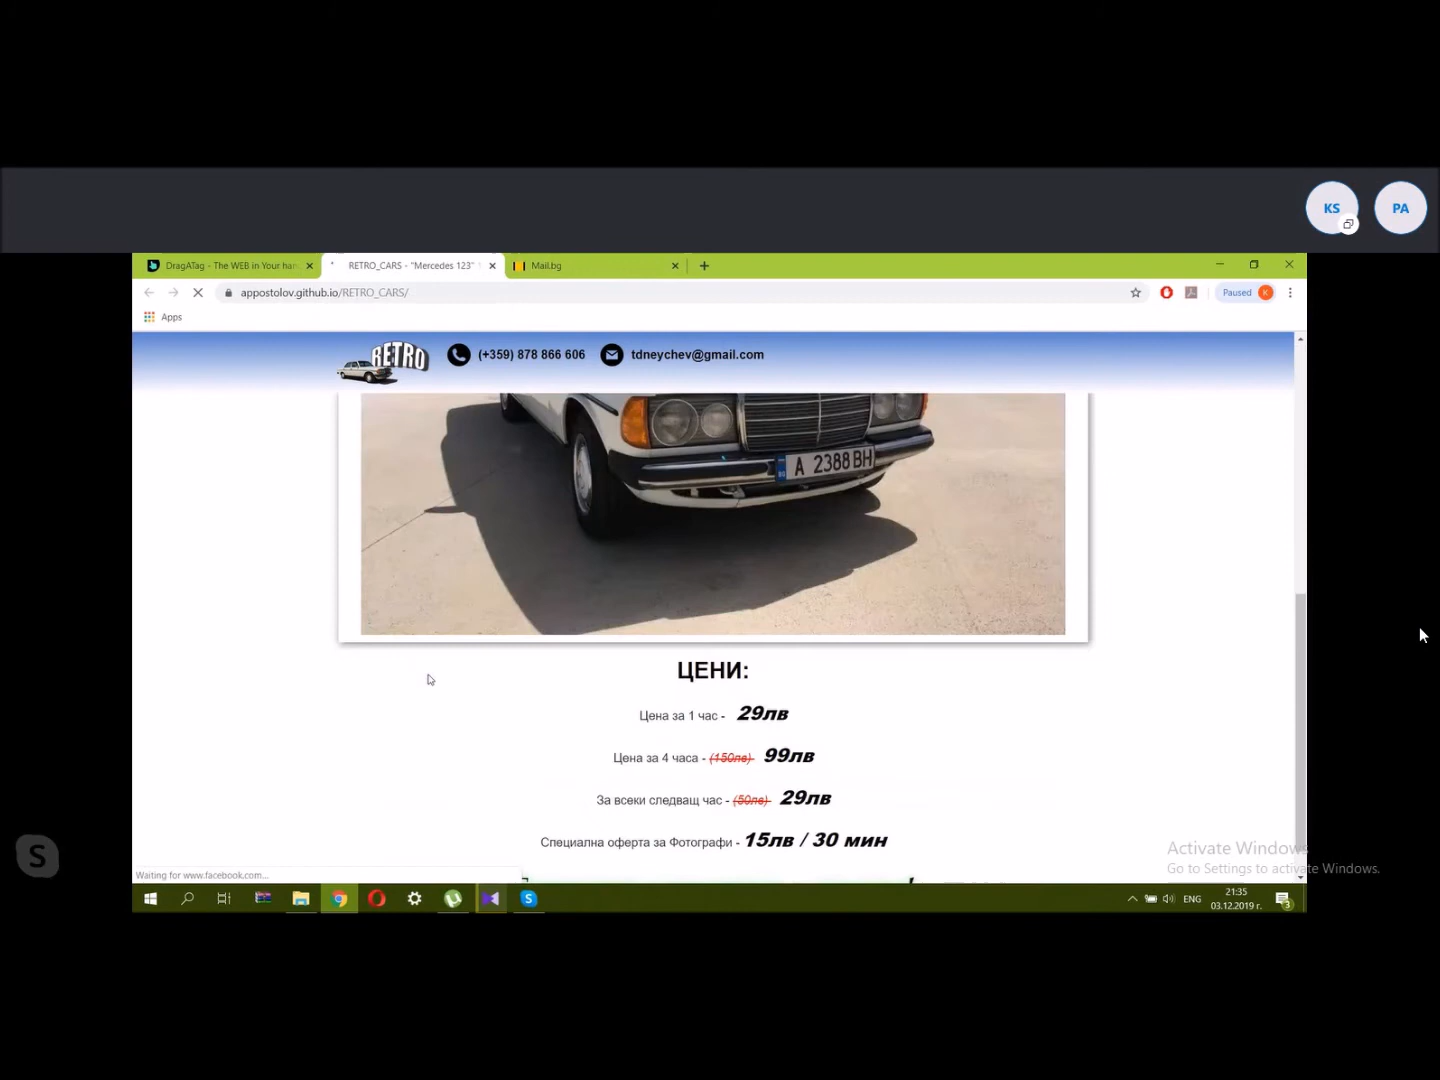 KS
PA
DragATag - The WEB in Your han
RETRO_CARS - "Mercedes 123"
Mail.bg
appostolov.github.io/RETRO_CARS/
Paused
K
Apps
RETRO
(+359) 878 866 606
tdneychev@gmail.com
A 2388 BH
ЦЕНИ:
Цена за 1 час - 29лв
Цена за 4 часа - (150лв) 99лв
За всеки следващ час - (50лв) 29лв
Специална оферта за Фотографи - 15лв / 30 мин
Activate Windows
Go to Settings to activate Windows.
Waiting for www.facebook.com...
S
ENG
21:35
03.12.2019 г.
3